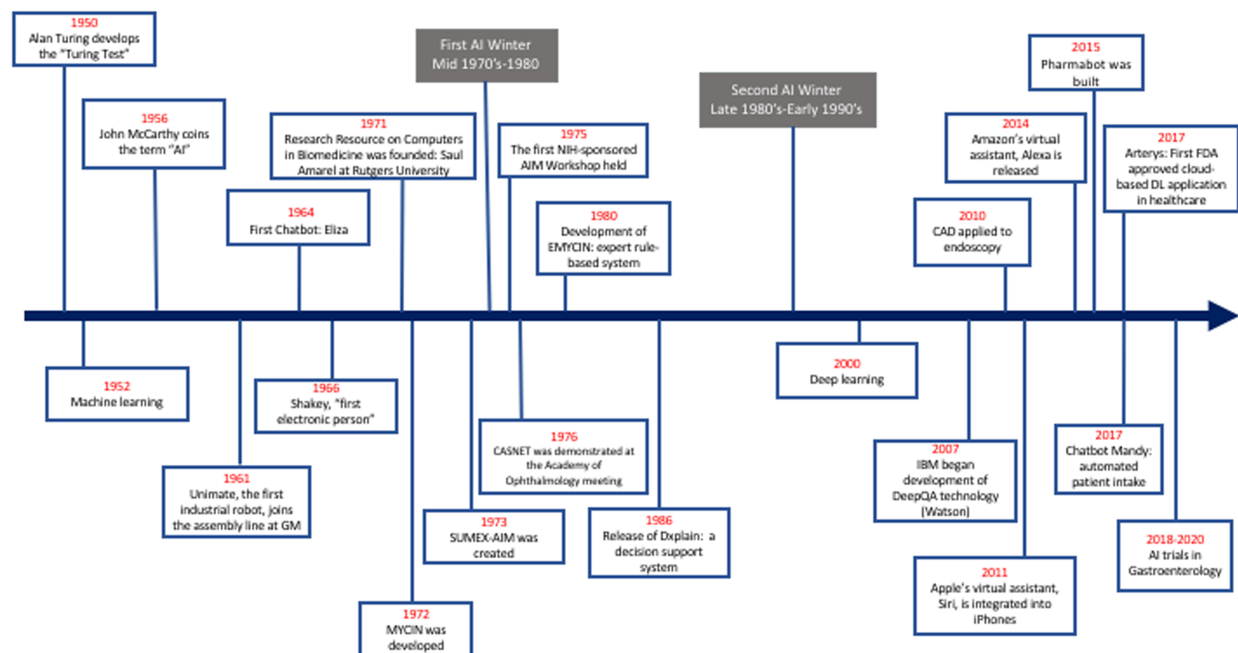 1950
Alan Turing develops
the “Turing Test”
1956
John McCarthy coins
the term “AI”
1964
First Chatbot: Eliza
1971
Research Resource on Computers
in Biomedicine was founded: Saul
Amarel at Rutgers University
First AI Winter
Mid 1970’s-1980
1975
The first NIH-sponsored
AIM Workshop held
1980
Development of
EMYCIN: expert rule-
based system
Second AI Winter
Late 1980’s-Early 1990’s
2010
CAD applied to
endoscopy
2014
Amazon’s virtual
assistant, Alexa is
released
2015
Pharmabot was
built
2017
Arterys: First FDA
approved cloud-
based DL application
in healthcare
1952
Machine learning
1961
Unimate, the first
industrial robot, joins
the assembly line at GM
1966
Shakey, “first
electronic person”
1972
MYCIN was
developed
1973
SUMEX-AIM was
created
1976
CASNET was demonstrated at
the Academy of
Ophthalmology meeting
1986
Release of Dxplain: a
decision support
system
2000
Deep learning
2007
IBM began
development of
DeepQA technology
(Watson)
2011
Apple’s virtual assistant,
Siri, is integrated into
iPhones
2017
Chatbot Mandy:
automated
patient intake
2018-2020
AI trials in
Gastroenterology